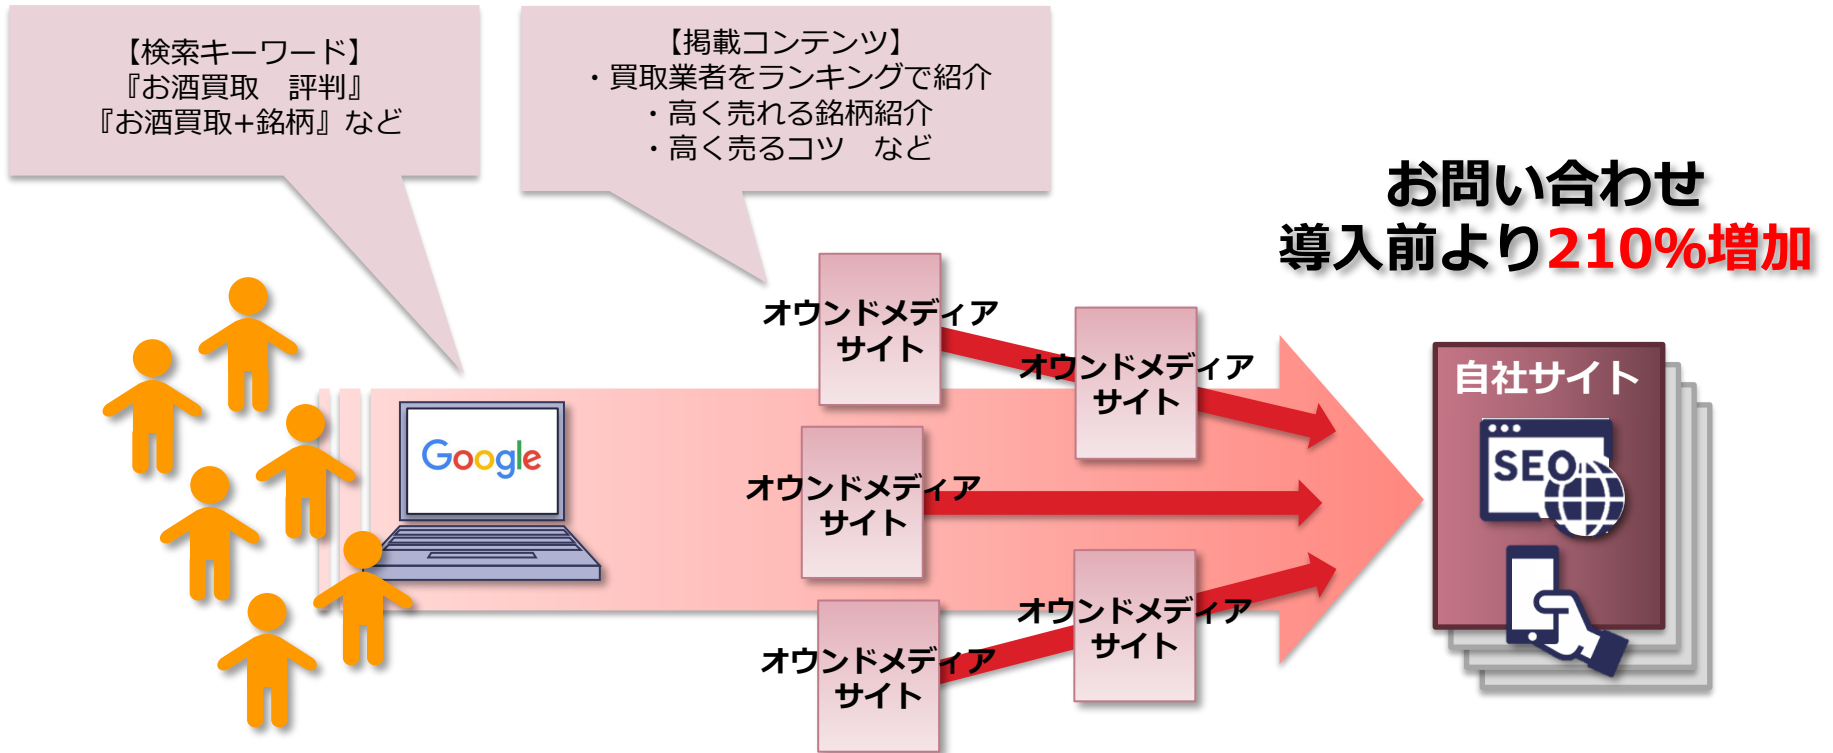 【検索キーワード】
『お酒買取　評判』
『お酒買取+銘柄』など
【掲載コンテンツ】
・買取業者をランキングで紹介
・高く売れる銘柄紹介
・高く売るコツ　など
お問い合わせ
導入前より210%増加
Google
オウンドメディア
サイト
オウンドメディア
サイト
オウンドメディア
サイト
オウンドメディア
サイト
オウンドメディア
サイト
自社サイト
SEO